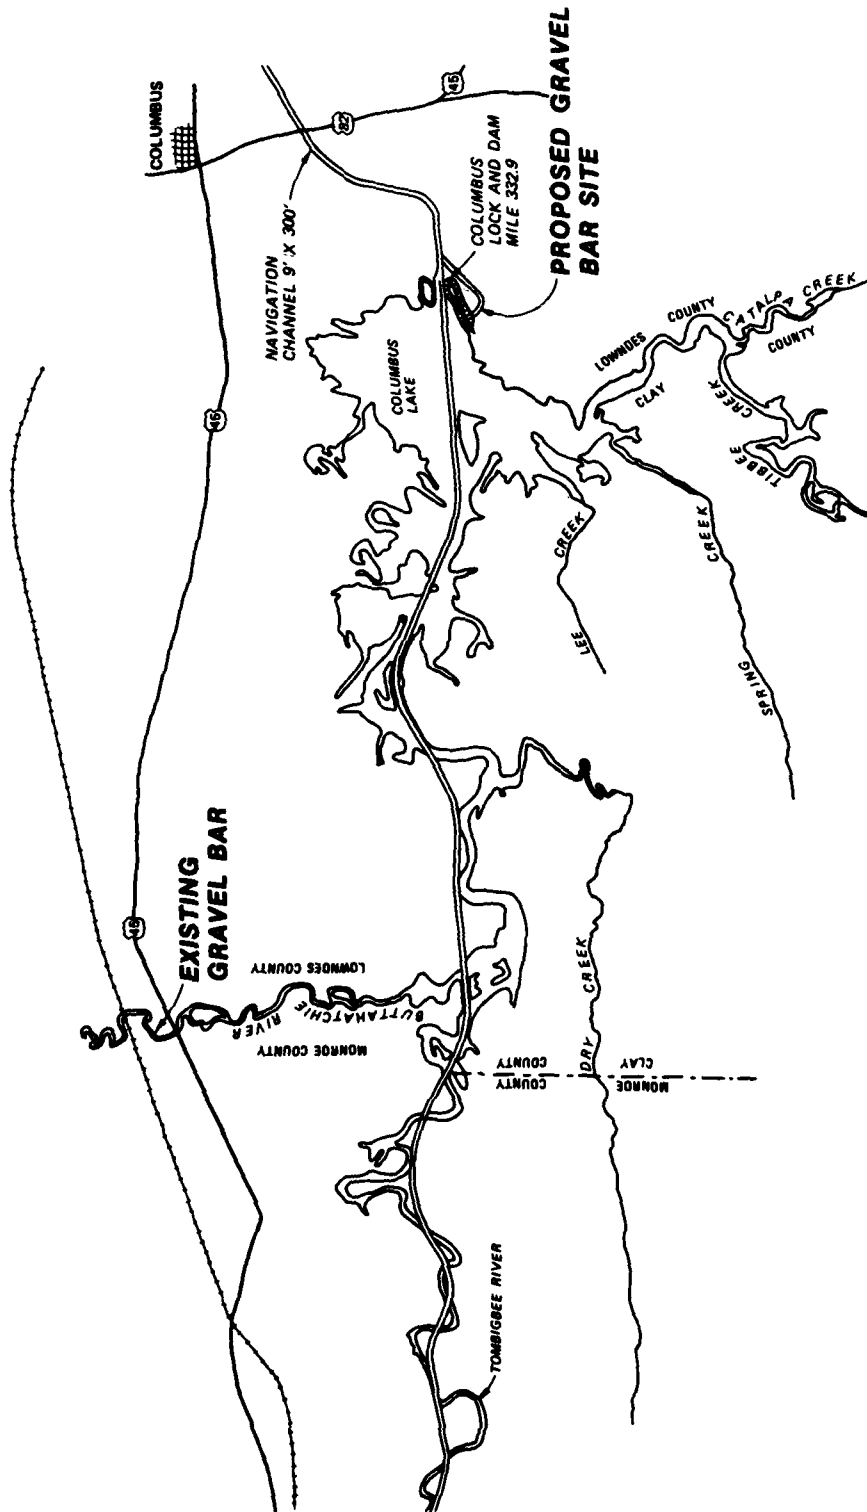 COLUMBUS
82
45
NAVIGATION
CHANNEL 9' X 300'
COLUMBUS
LOCK AND DAM
MILE 332.9
PROPOSED GRAVEL
BAR SITE
45
COLUMBUS
LAKE
LOWNDES COUNTY
CLAY COUNTY
CATALPA CREEK
TIBBEE CREEK
LEE CREEK
SPRING CREEK
EXISTING
GRAVEL BAR
LOWNDES COUNTY
BUTTAHATCHIE RIVER
MONROE COUNTY
CLAY COUNTY
MONROE COUNTY
DRY CREEK
TOMBIGBEE RIVER